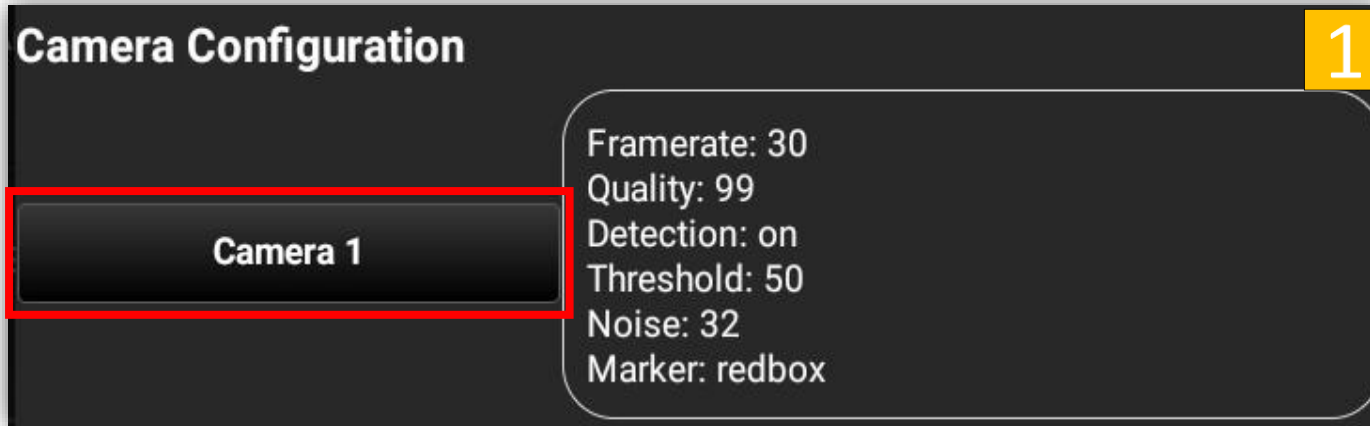 Camera Configuration
1
Camera 1
Framerate: 30
Quality: 99
Detection: on
Threshold: 50
Noise: 32
Marker: redbox